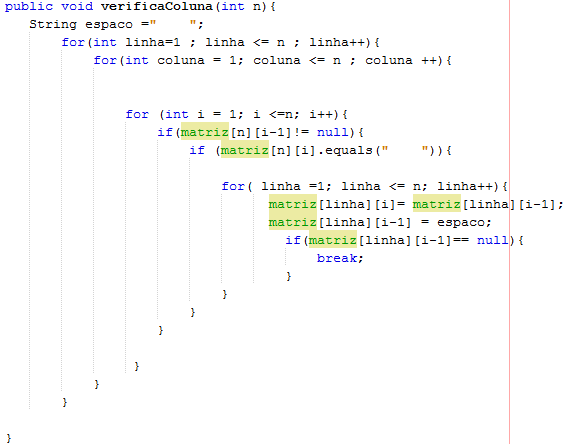 public void verificaColuna(int n){
String espaco ="    ";
for(int linha=1 ; linha <= n ; linha++){
for(int coluna = 1; coluna <= n ; coluna ++){
for (int i = 1; i <=n; i++){
if(matriz[n][i-1]!= null){
if (matriz[n][i].equals("    ")){
for( linha =1; linha <= n; linha++){
matriz[linha][i]= matriz[linha][i-1];
matriz[linha][i-1] = espaco;
if(matriz[linha][i-1]== null){
break;
}
}
}
}
}
}
}
}